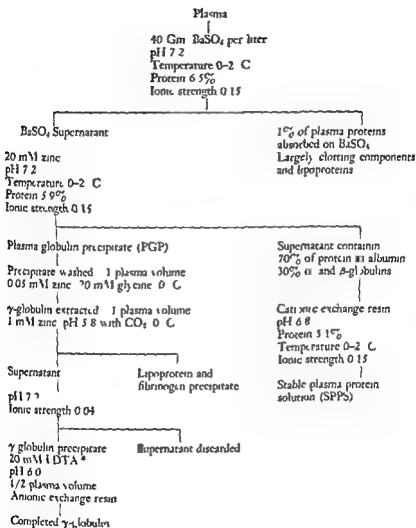 Plasma
40 Gm BaSO₄ per liter
pH 7 2
Temperature 0–2 C
Protein 6 5%
Ionic strength 0 15
BaSO₄ Supernatant
20 mM zinc
pH 7 2
Temperature 0–2 C
Protein 5 9%
Ionic strength 0 15
1% of plasma proteins
absorbed on BaSO₄
Largely clotting components
and lipoproteins
Plasma globulin precipitate (PGP)
Precipitate washed 1 plasma volume
0 05 mM zinc 20 mM glycine 0 C
γ-globulin extracted 1 plasma volume
1 mM zinc pH 5 8 with CO₂ 0 C
Supernatant containin
70% of protein as albumin
30% α and β-globulins
Cationic exchange resin
pH 6 8
Protein 5 1%
Temperature 0–2 C
Ionic strength 0 15
Stable plasma protein
solution (SPPS)
Supernatant
pH 7
Ionic strength 0 04
Lipoprotein and
fibrinogen precipitate
γ globulin precipitate
20 mM EDTA *
pH 6 0
1/2 plasma volume
Anionic exchange resin
Supernatant discarded
Completed γ-globulin